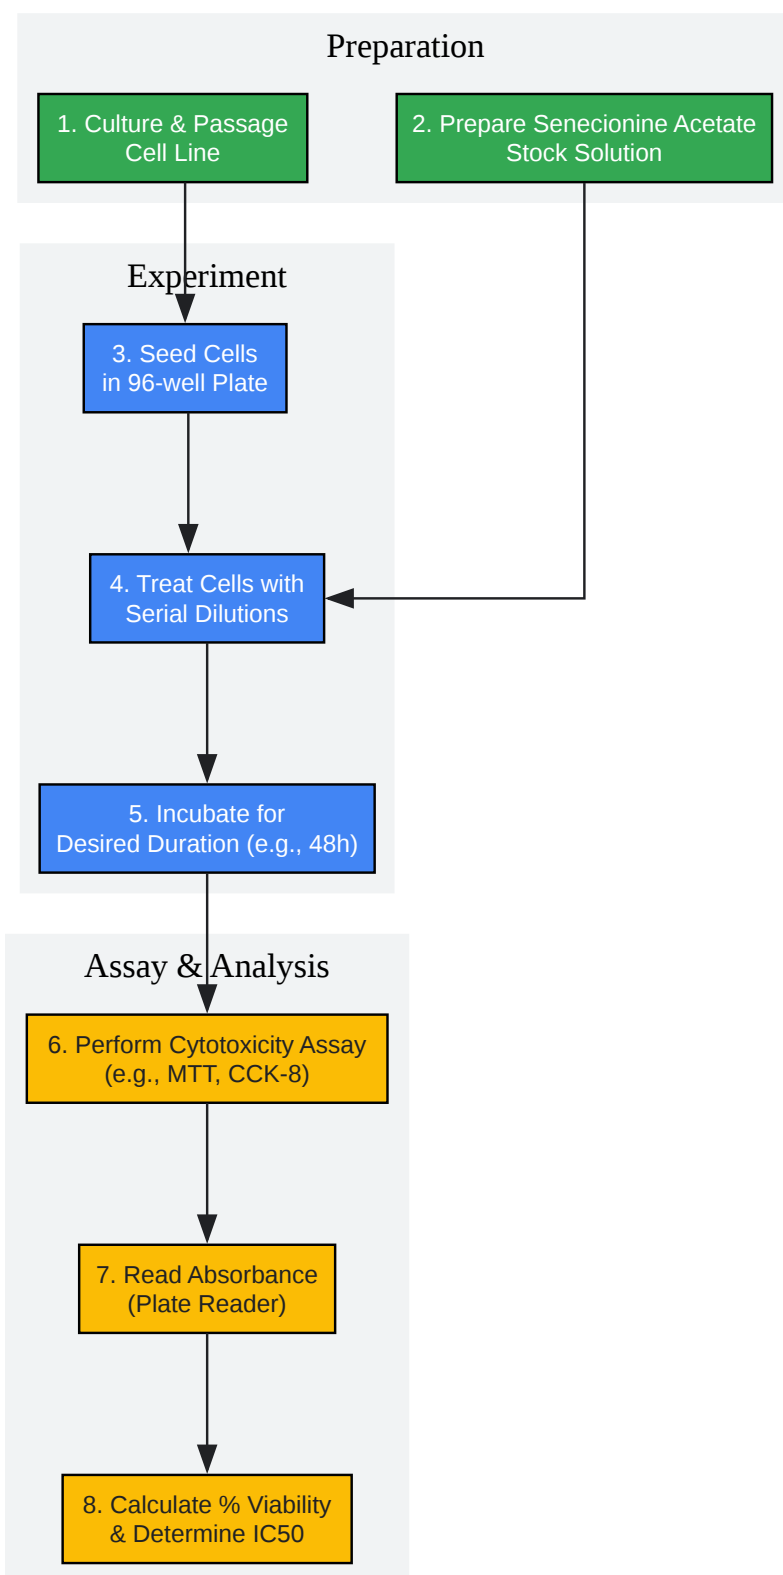 Preparation
1. Culture & Passage
Cell Line
2. Prepare Senecionine Acetate
Stock Solution
Experiment
3. Seed Cells
in 96-well Plate
4. Treat Cells with
Serial Dilutions
5. Incubate for
Desired Duration (e.g., 48h)
Assay & Analysis
6. Perform Cytotoxicity Assay
(e.g., MTT, CCK-8)
7. Read Absorbance
(Plate Reader)
8. Calculate % Viability
& Determine IC50